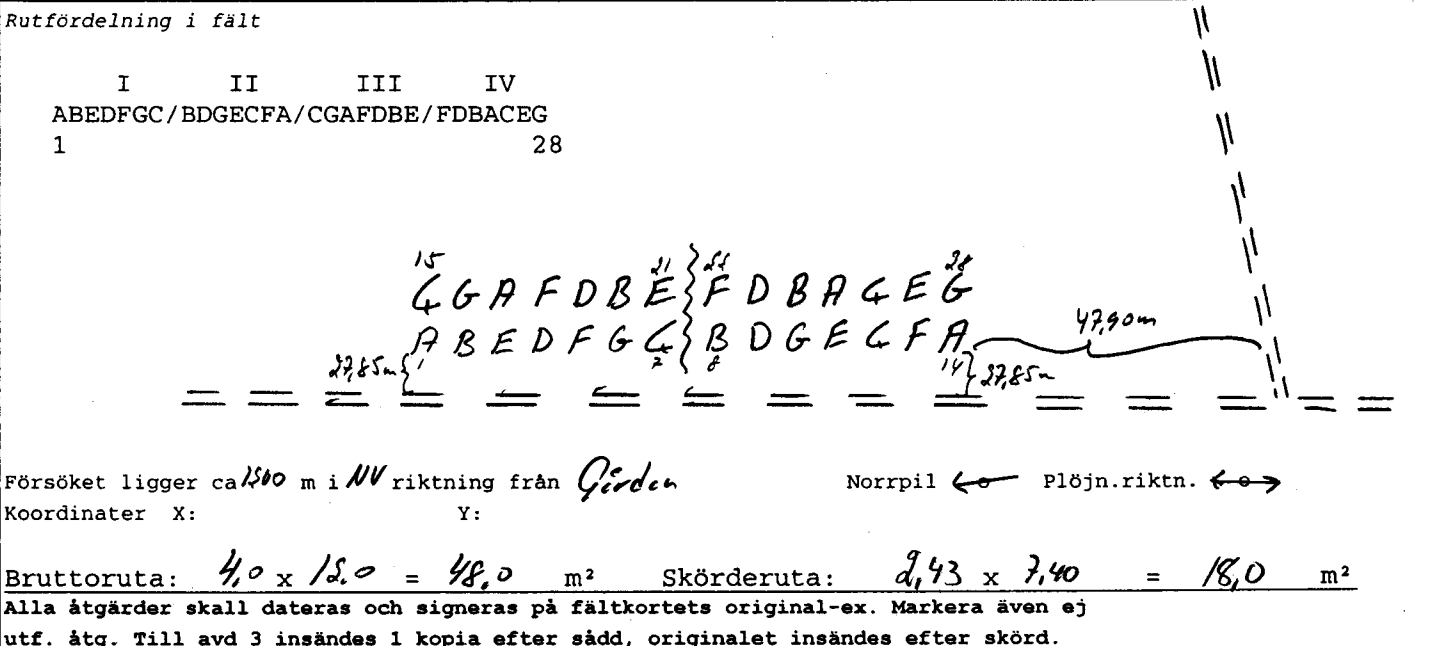 Rutfördelning i fält
I II III IV
ABEDFGC/BDGECFA/CGAFDBE/FDBACEG
1 28
15 21 22 28
C G A F D B E } F D B A C E G
A B E D F G C } B D G E C F A 47,90m
27,85m { 1 7 8 14 } 27,85m
Försöket ligger ca 1500 m i NV riktning från Gården Norrpil Plöjn.riktn.
Koordinater X: Y:
Bruttoruta: 4,0 x 12.0 = 48,0 m² Skörderuta: 2,43 x 7,40 = 18,0 m²
Alla åtgärder skall dateras och signeras på fältkortets original-ex. Markera även ej
utf. åtg. Till avd 3 insändes 1 kopia efter sådd, originalet insändes efter skörd.